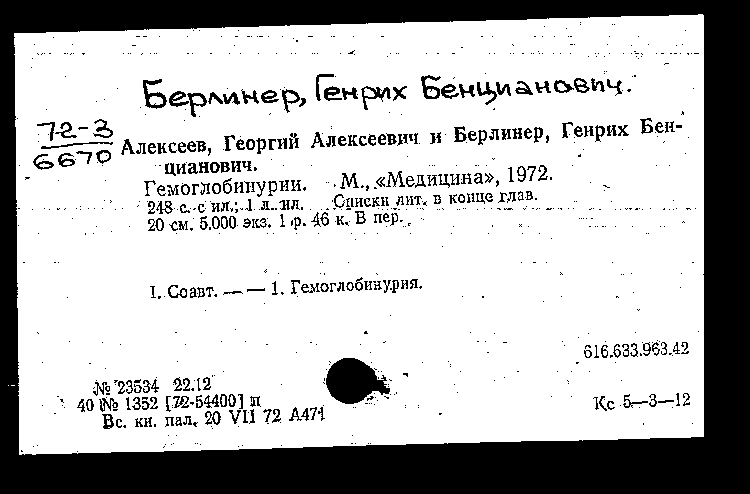 Берлинер, Генрих Бенцианович.
72-3
6670
Алексеев, Георгий Алексеевич и Берлинер, Генрих Бен-
цианович.
Гемоглобинурии. М., «Медицина», 1972.
248 с. с ил.; 1 л. ил. Списки лит. в конце глав.
20 см. 5.000 экз. 1 р. 46 к. В пер.
I. Соавт. — — 1. Гемоглобинурия.
616.633.963.42
№ 23534 22.12
40 № 1352 [72-54400] п
Вс. кн. пал. 20 VII 72 А471
Кс 5—3—12